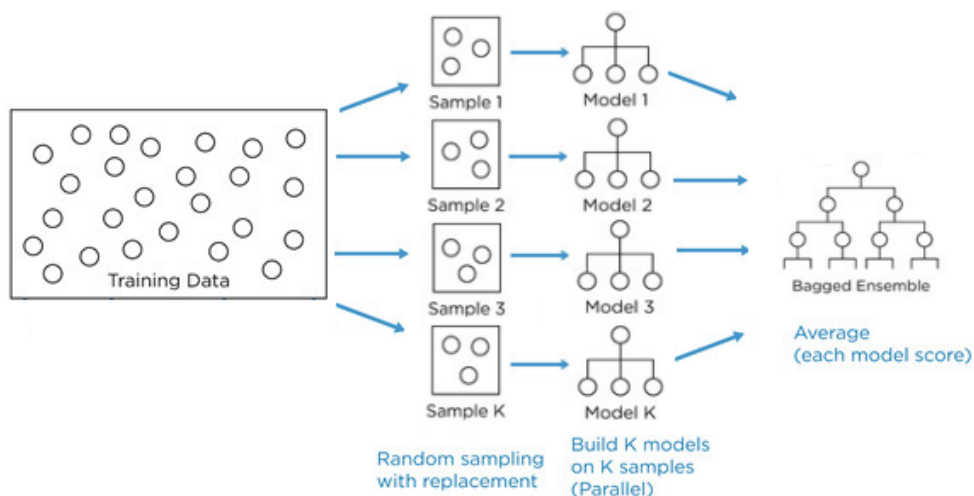 Training Data
Sample 1
Sample 2
Sample 3
Sample K
Random sampling
with replacement
Model 1
Model 2
Model 3
Model K
Build K models
on K samples
(Parallel)
Bagged Ensemble
Average
(each model score)